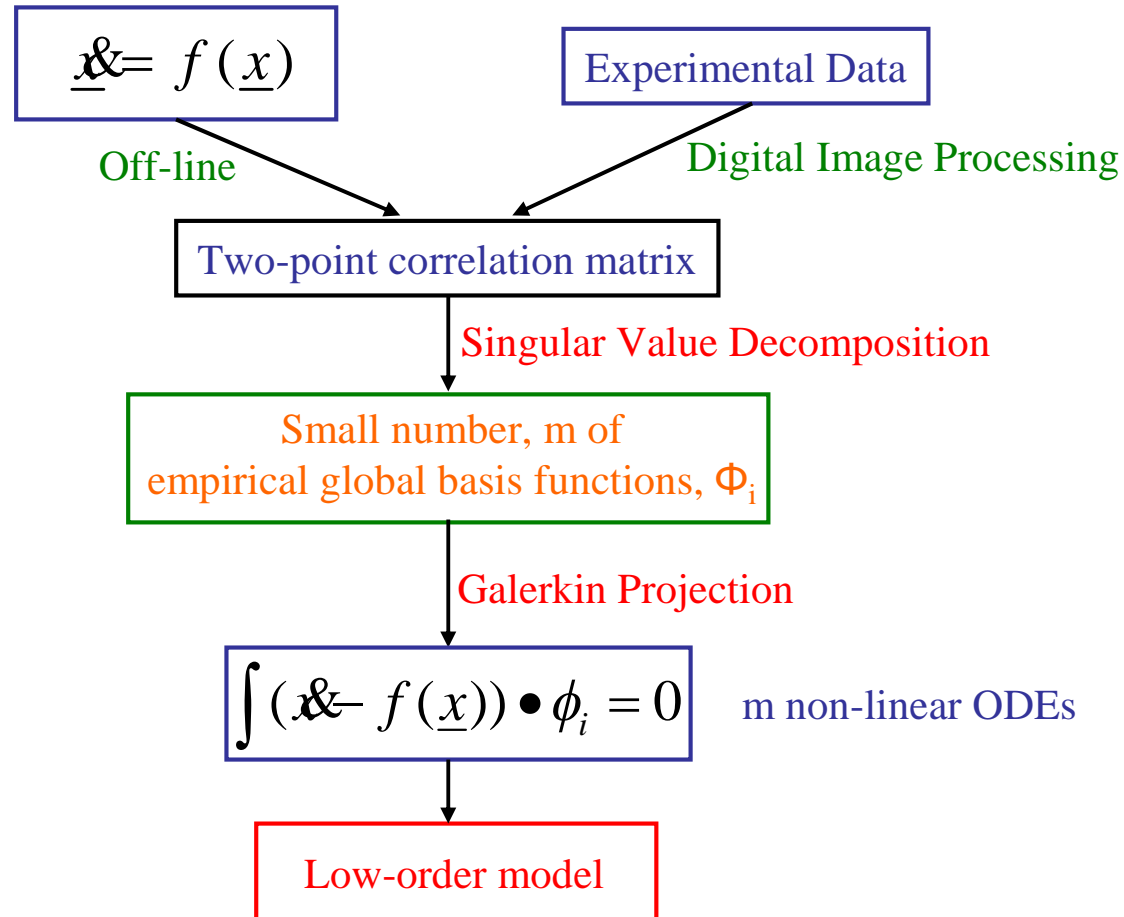 x&= f(x)
Experimental Data
Off-line
Digital Image Processing
Two-point correlation matrix
Singular Value Decomposition
Small number, m of
empirical global basis functions, Φi
Galerkin Projection
∫(x&− f(x)) • ϕi = 0
m non-linear ODEs
Low-order model